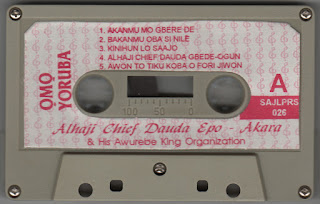 1. AKANMU MO GBERE DE
2. BAKANMU OBA SI NILE
3. KINIHUN LO SAAJO
4. ALHAJI CHIEF DAUDA GBEDE-OGUN
5. AWON TO TIKU KOBA O FORI JIWON
OMO
YORUBA
A
SAJLPRS
026
100 50 0
Alhaji Chief Dauda Epo - Akara
& His Awurebe King Organization